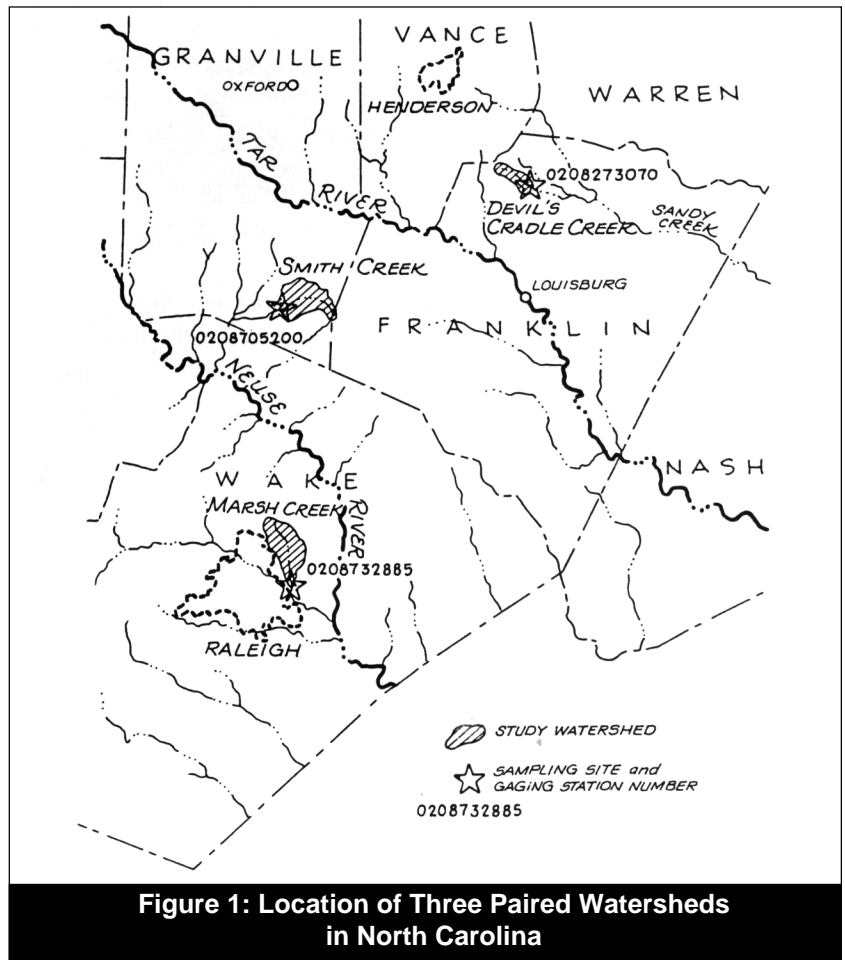 VANCE
GRANVILLE
OXFORD
HENDERSON
WARREN
TAR
RIVER
0208273070
DEVIL'S
CRADLE CREEK
SANDY
CREEK
SMITH CREEK
LOUISBURG
0208705200
FRANKLIN
NEUSE
RIVER
WAKE
NASH
MARSH CREEK
0208732885
RALEIGH
STUDY WATERSHED
SAMPLING SITE and
GAGING STATION NUMBER
0208732885
Figure 1: Location of Three Paired Watersheds
in North Carolina